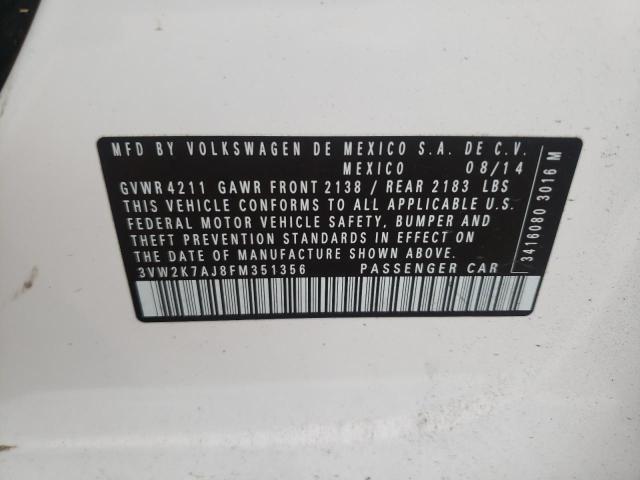 MFD BY VOLKSWAGEN DE MEXICO S.A. DE C.V.
MEXICO 08/14
GVWR 4211 GAWR FRONT 2138 / REAR 2183 LBS
THIS VEHICLE CONFORMS TO ALL APPLICABLE U.S.
FEDERAL MOTOR VEHICLE SAFETY, BUMPER AND
THEFT PREVENTION STANDARDS IN EFFECT ON
THE DATE OF MANUFACTURE SHOWN ABOVE.
3VW2K7AJ8FM351356 PASSENGER CAR
3416080 3016 M